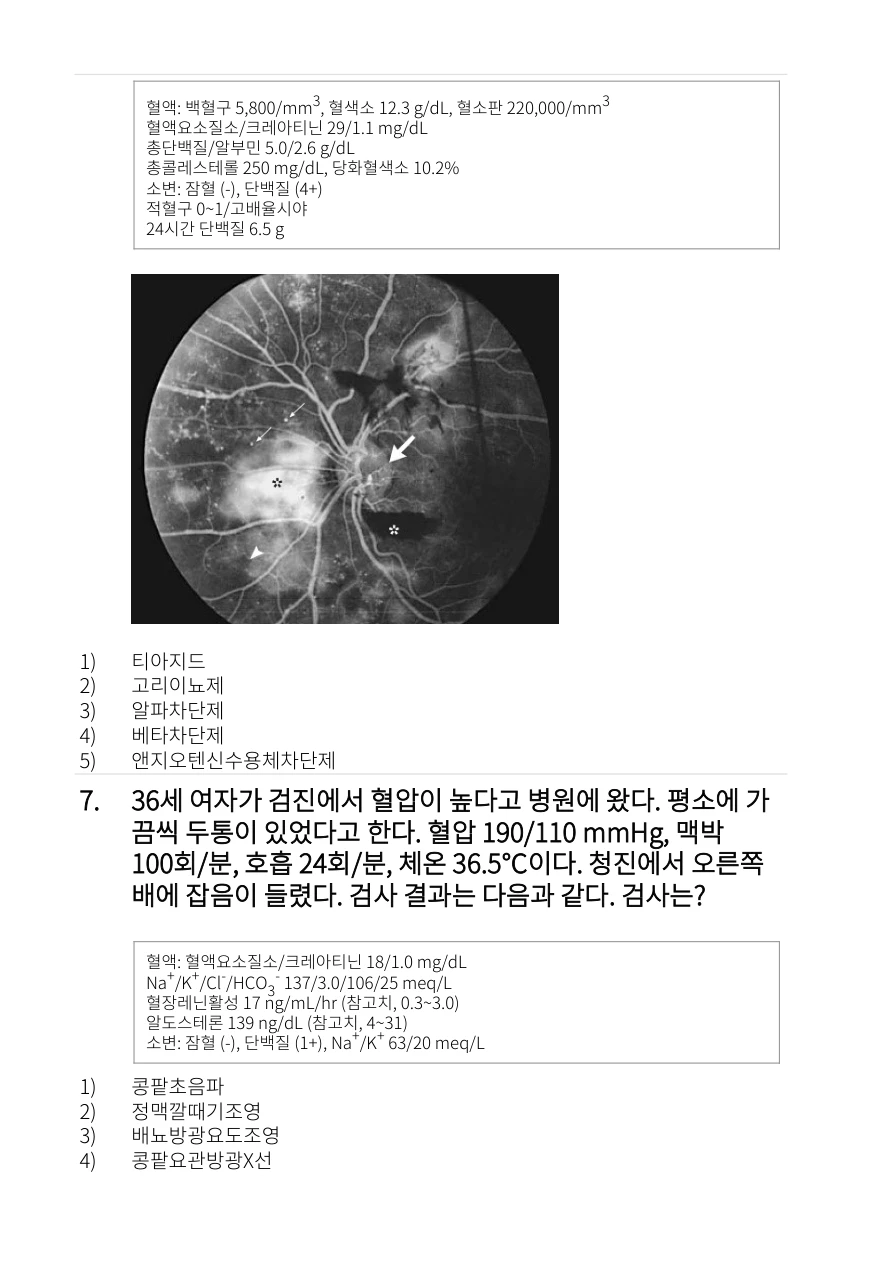 혈액: 백혈구 5,800/mm³, 혈색소 12.3 g/dL, 혈소판 220,000/mm³
혈액요소질소/크레아티닌 29/1.1 mg/dL
총단백질/알부민 5.0/2.6 g/dL
총콜레스테롤 250 mg/dL, 당화혈색소 10.2%
소변: 잠혈 (-), 단백질 (4+)
적혈구 0~1/고배율시야
24시간 단백질 6.5 g
1) 티아지드
2) 고리이뇨제
3) 알파차단제
4) 베타차단제
5) 앤지오텐신수용체차단제
7. 36세 여자가 검진에서 혈압이 높다고 병원에 왔다. 평소에 가
끔씩 두통이 있었다고 한다. 혈압 190/110 mmHg, 맥박
100회/분, 호흡 24회/분, 체온 36.5℃이다. 청진에서 오른쪽
배에 잡음이 들렸다. 검사 결과는 다음과 같다. 검사는?
혈액: 혈액요소질소/크레아티닌 18/1.0 mg/dL
Na⁺/K⁺/Cl⁻/HCO₃⁻ 137/3.0/106/25 meq/L
혈장레닌활성 17 ng/mL/hr (참고치, 0.3~3.0)
알도스테론 139 ng/dL (참고치, 4~31)
소변: 잠혈 (-), 단백질 (1+), Na⁺/K⁺ 63/20 meq/L
1) 콩팥초음파
2) 정맥깔때기조영
3) 배뇨방광요도조영
4) 콩팥요관방광X선